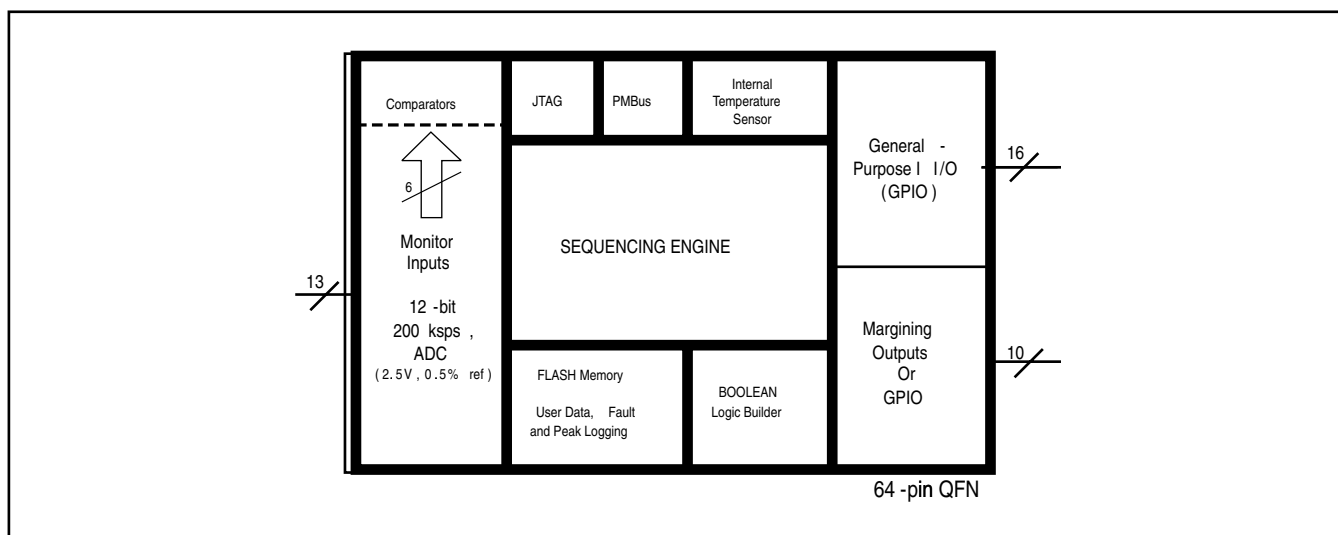 Comparators
6
Monitor
Inputs
12 -bit
200 ksps ,
ADC
(2.5V, 0.5% ref)
13
JTAG
PMBus
Internal
Temperature
Sensor
SEQUENCING ENGINE
FLASH Memory
User Data, Fault
and Peak Logging
BOOLEAN
Logic Builder
General -
Purpose I I/O
(GPIO)
16
Margining
Outputs
Or
GPIO
10
64 -pin QFN